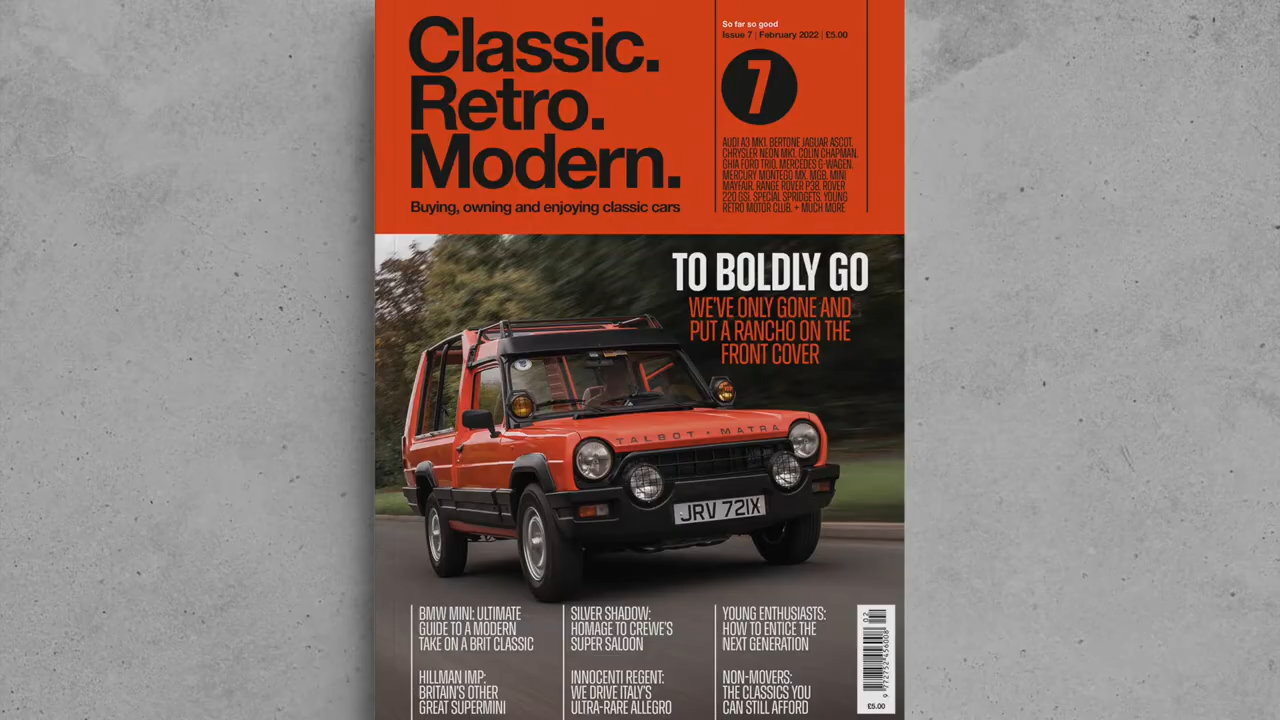 Classic.
Retro.
Modern.
Buying, owning and enjoying classic cars
So far so good
Issue 7 | February 2022 | £5.00
7
AUDI A3 MK1. BERTONE JAGUAR ASCOT.
CHRYSLER NEON MK1. COLIN CHAPMAN.
GHIA FORD TRIO. MERCEDES G-WAGEN.
MERCURY MONTEGO MX. MGB. MINI
MAYFAIR. RANGE ROVER P38. ROVER
220 GSI. SPECIAL SPRIDGETS. YOUNG
RETRO MOTOR CLUB. + MUCH MORE
TO BOLDLY GO
WE'VE ONLY GONE AND
PUT A RANCHO ON THE
FRONT COVER
TALBOT • MATRA
JRV 721X
BMW MINI: ULTIMATE
GUIDE TO A MODERN
TAKE ON A BRIT CLASSIC
HILLMAN IMP:
BRITAIN'S OTHER
GREAT SUPERMINI
SILVER SHADOW:
HOMAGE TO CREWE'S
SUPER SALOON
INNOCENTI REGENT:
WE DRIVE ITALY'S
ULTRA-RARE ALLEGRO
YOUNG ENTHUSIASTS:
HOW TO ENTICE THE
NEXT GENERATION
NON-MOVERS:
THE CLASSICS YOU
CAN STILL AFFORD
02
9 772752 456008
£5.00